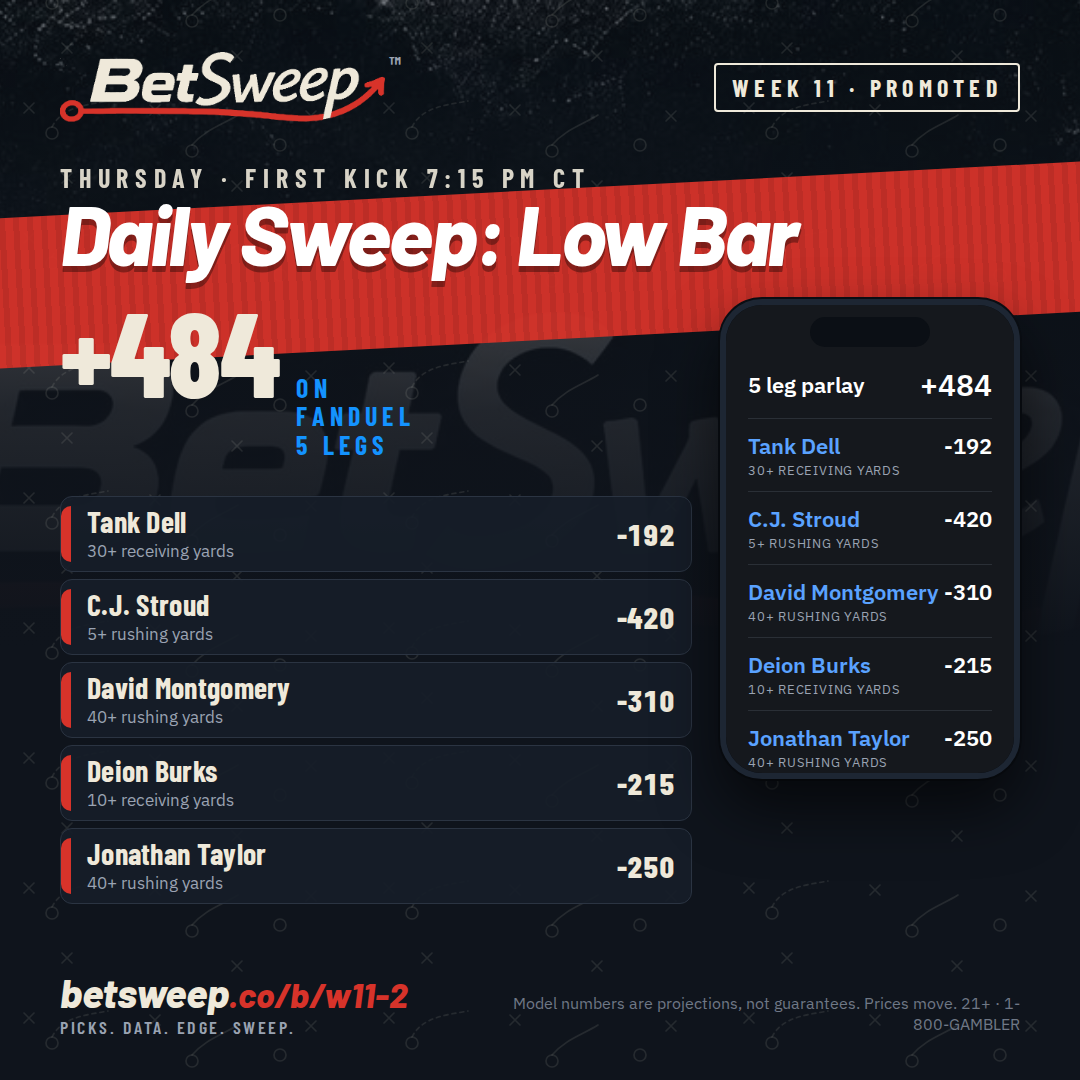 BetSweep™
WEEK 11 · PROMOTED
THURSDAY · FIRST KICK 7:15 PM CT
Daily Sweep: Low Bar
+484
ON
FANDUEL
5 LEGS
Tank Dell
30+ receiving yards
-192
C.J. Stroud
5+ rushing yards
-420
David Montgomery
40+ rushing yards
-310
Deion Burks
10+ receiving yards
-215
Jonathan Taylor
40+ rushing yards
-250
5 leg parlay +484
Tank Dell -192
30+ RECEIVING YARDS
C.J. Stroud -420
5+ RUSHING YARDS
David Montgomery -310
40+ RUSHING YARDS
Deion Burks -215
10+ RECEIVING YARDS
Jonathan Taylor -250
40+ RUSHING YARDS
betsweep.co/b/w11-2
PICKS. DATA. EDGE. SWEEP.
Model numbers are projections, not guarantees. Prices move. 21+ · 1-
800-GAMBLER